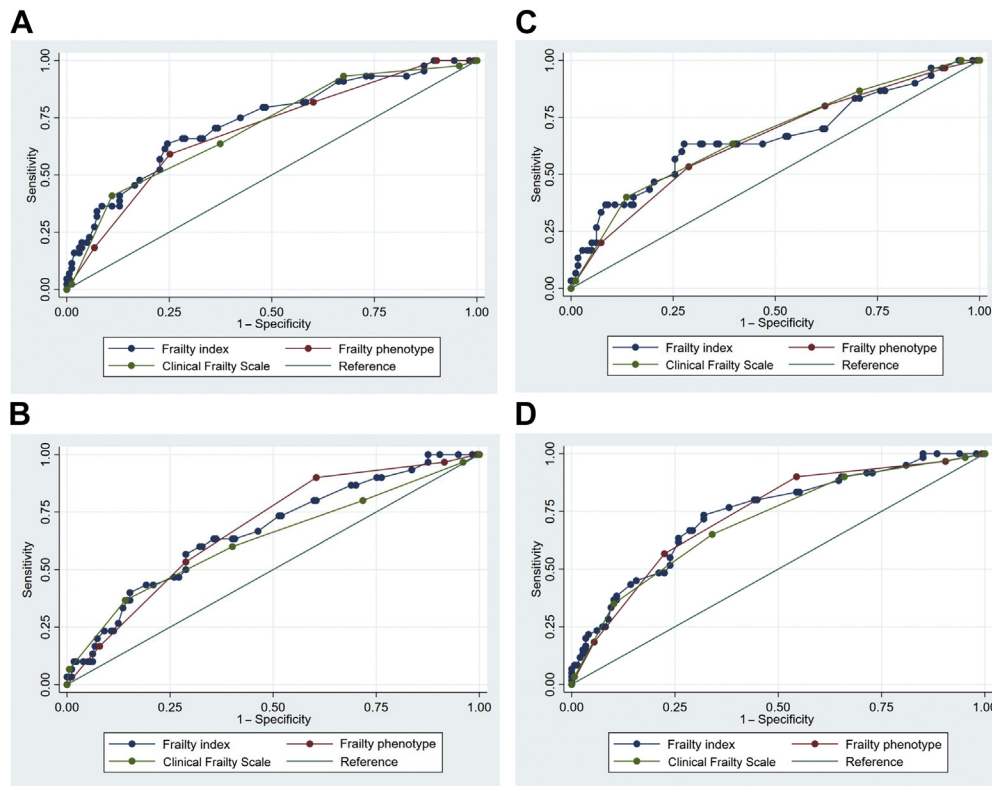 A
Sensitivity
1.00
0.75
0.50
0.25
0.00
0.00 0.25 0.50 0.75 1.00
1 – Specificity
Frailty index Frailty phenotype
Clinical Frailty Scale Reference
C
Sensitivity
1.00
0.75
0.50
0.25
0.00
0.00 0.25 0.50 0.75 1.00
1 – Specificity
Frailty index Frailty phenotype
Clinical Frailty Scale Reference
B
Sensitivity
1.00
0.75
0.50
0.25
0.00
0.00 0.25 0.50 0.75 1.00
1 – Specificity
Frailty index Frailty phenotype
Clinical Frailty Scale Reference
D
Sensitivity
1.00
0.75
0.50
0.25
0.00
0.00 0.25 0.50 0.75 1.00
1 – Specificity
Frailty index Frailty phenotype
Clinical Frailty Scale Reference